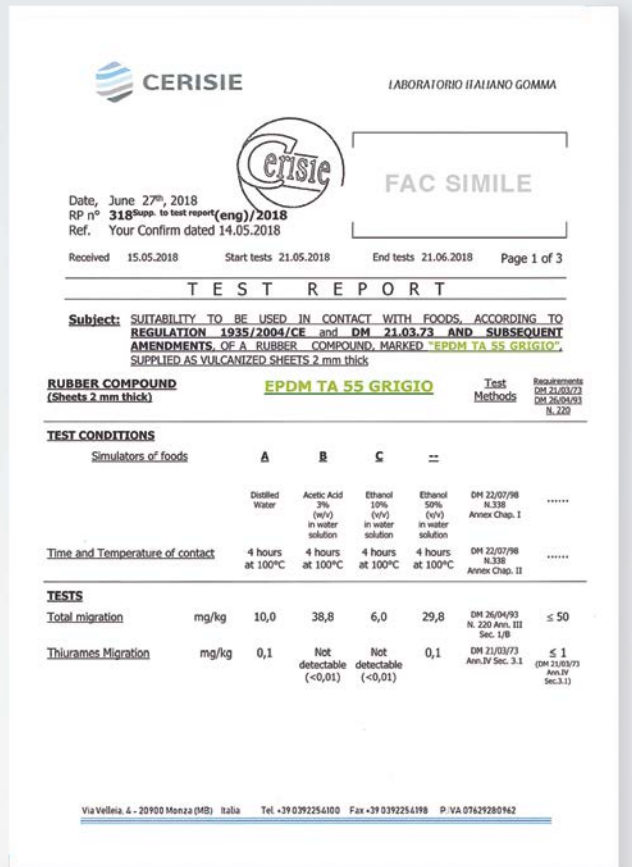 CERISIE
LABORATORIO ITALIANO GOMMA
Cerisie
FAC SIMILE
Date, June 27th, 2018
RP n° 318Supp. to test report(eng)/2018
Ref. Your Confirm dated 14.05.2018
Received 15.05.2018 Start tests 21.05.2018 End tests 21.06.2018 Page 1 of 3
TEST REPORT
Subject: SUITABILITY TO BE USED IN CONTACT WITH FOODS, ACCORDING TO
REGULATION 1935/2004/CE and DM 21.03.73 AND SUBSEQUENT
AMENDMENTS, OF A RUBBER COMPOUND, MARKED "EPDM TA 55 GRIGIO",
SUPPLIED AS VULCANIZED SHEETS 2 mm thick
RUBBER COMPOUND
(Sheets 2 mm thick)
EPDM TA 55 GRIGIO
Test
Methods
Requirements
DM 21/03/73
DM 26/04/93
N. 220
TEST CONDITIONS
Simulators of foods A B C --
Distilled
Water
Acetic Acid
3%
(w/v)
in water
solution
Ethanol
10%
(v/v)
in water
solution
Ethanol
50%
(v/v)
in water
solution
DM 22/07/98
N.338
Annex Chap. I
......
Time and Temperature of contact
4 hours
at 100°C
4 hours
at 100°C
4 hours
at 100°C
4 hours
at 100°C
DM 22/07/98
N.338
Annex Chap. II
......
TESTS
Total migration mg/kg 10,0 38,8 6,0 29,8
DM 26/04/93
N. 220 Ann. III
Sec. 1/B
≤ 50
Thiurames Migration mg/kg 0,1
Not
detectable
(<0,01)
Not
detectable
(<0,01)
0,1
DM 21/03/73
Ann.IV Sec. 3.1
≤ 1
(DM 21/03/73
Ann.IV
Sec.3.1)
Via Velleia, 4 - 20900 Monza (MB) Italia Tel. +39 0392254100 Fax +39 0392254198 P.IVA 07629280962